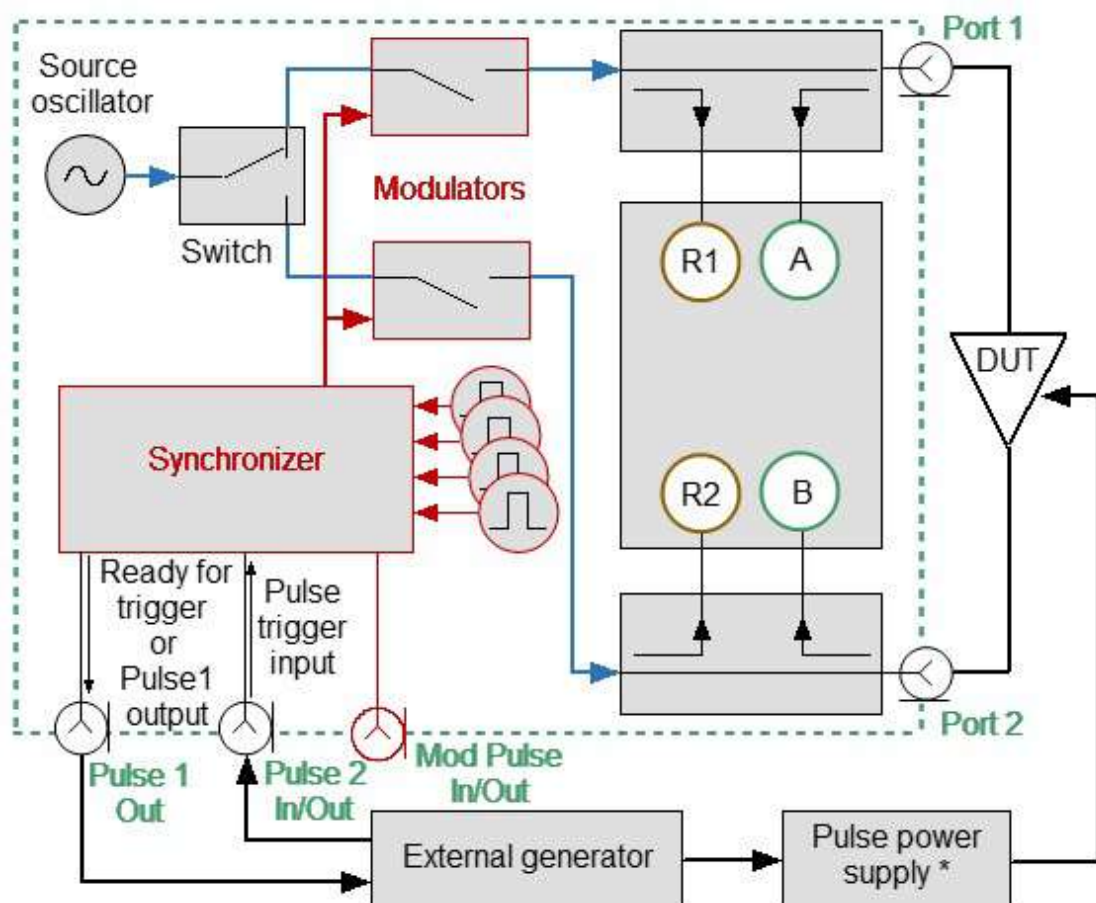 Port 1
Source
oscillator
Modulators
Switch
R1
A
DUT
Synchronizer
R2
B
Ready for
trigger
or
Pulse1
output
Pulse
trigger
input
Port 2
Pulse 1
Out
Pulse 2
In/Out
Mod Pulse
In/Out
External generator
Pulse power
supply *